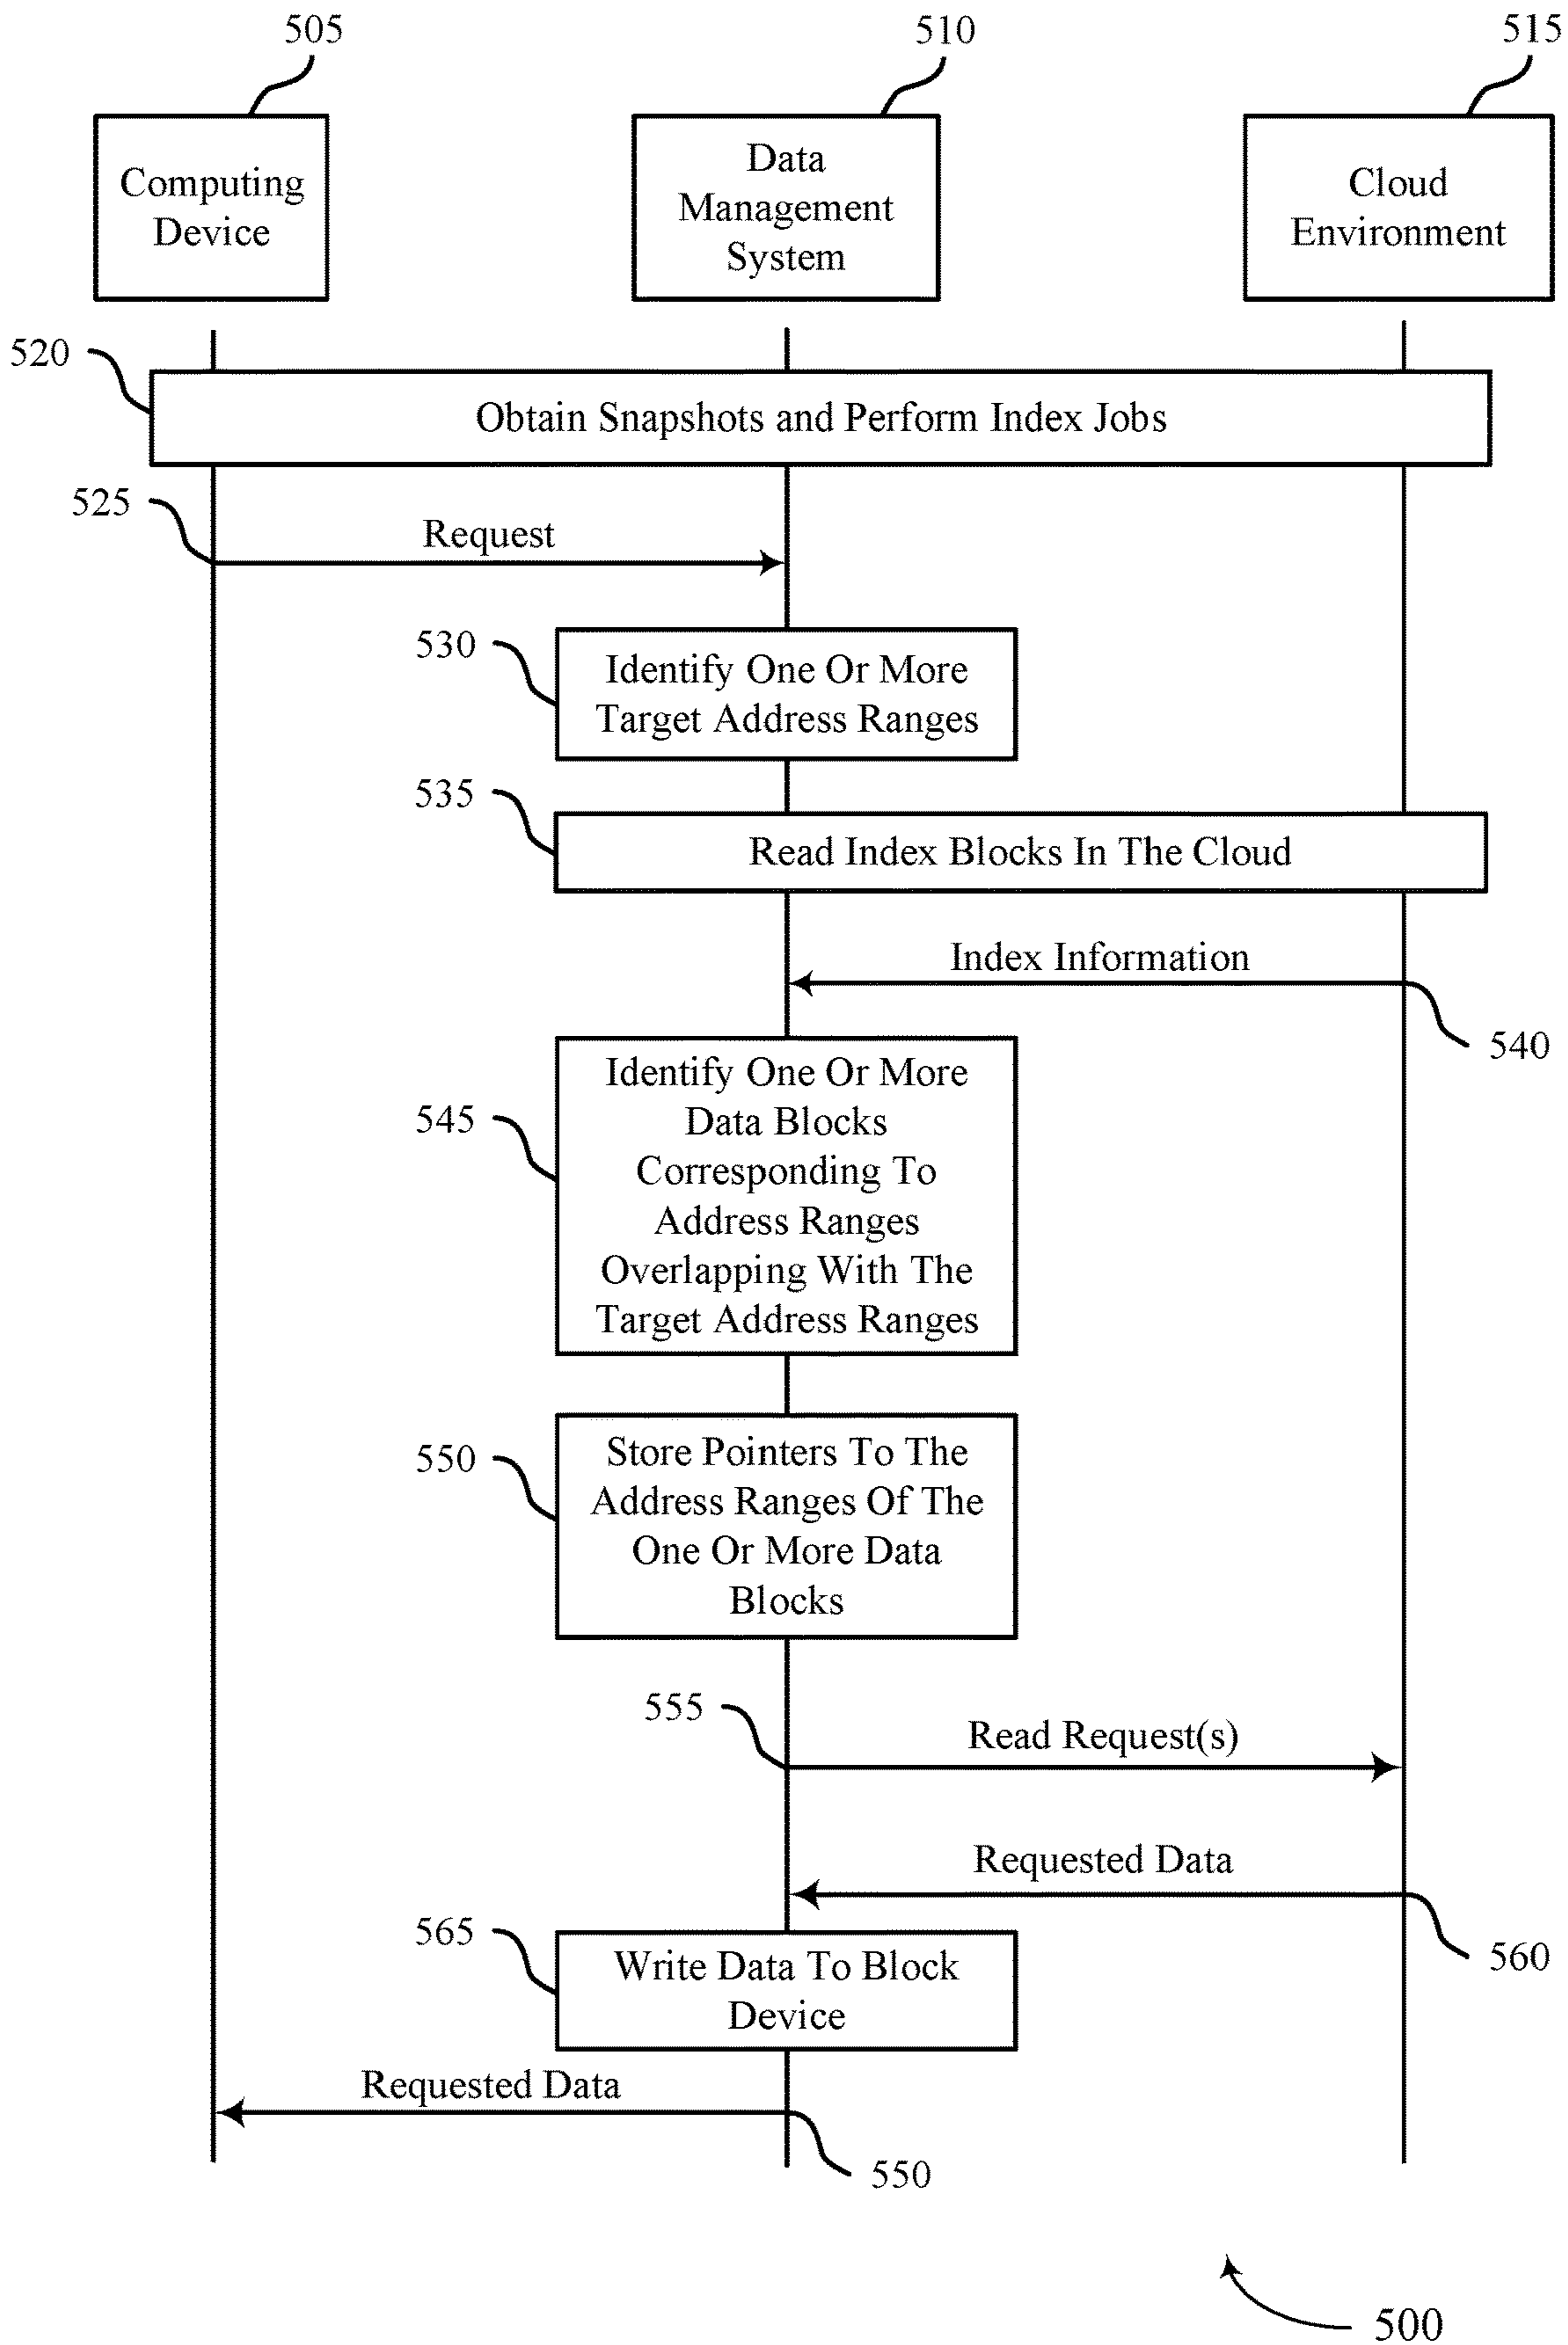 505
510
515
Computing
Device
Data
Management
System
Cloud
Environment
520
Obtain Snapshots and Perform Index Jobs
525
Request
530
Identify One Or More
Target Address Ranges
535
Read Index Blocks In The Cloud
Index Information
540
545
Identify One Or More
Data Blocks
Corresponding To
Address Ranges
Overlapping With The
Target Address Ranges
550
Store Pointers To The
Address Ranges Of The
One Or More Data
Blocks
555
Read Request(s)
Requested Data
560
565
Write Data To Block
Device
Requested Data
550
500